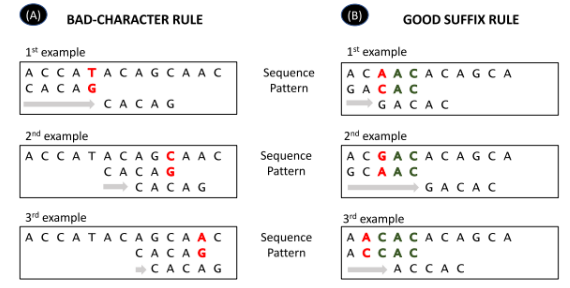 (A) BAD-CHARACTER RULE
1st example
A C C A T A C A G C A A C
C A C A G
C A C A G
2nd example
A C C A T A C A G C A A C
C A C A G
C A C A G
3rd example
A C C A T A C A G C A A C
C A C A G
C A C A G
Sequence
Pattern
Sequence
Pattern
Sequence
Pattern
(B) GOOD SUFFIX RULE
1st example
A C A A C A C A G C A
G A C A C
G A C A C
2nd example
A C G A C A C A G C A
G C A A C
G A C A C
3rd example
A A C A C A C A G C A
A C C A C
A C C A C